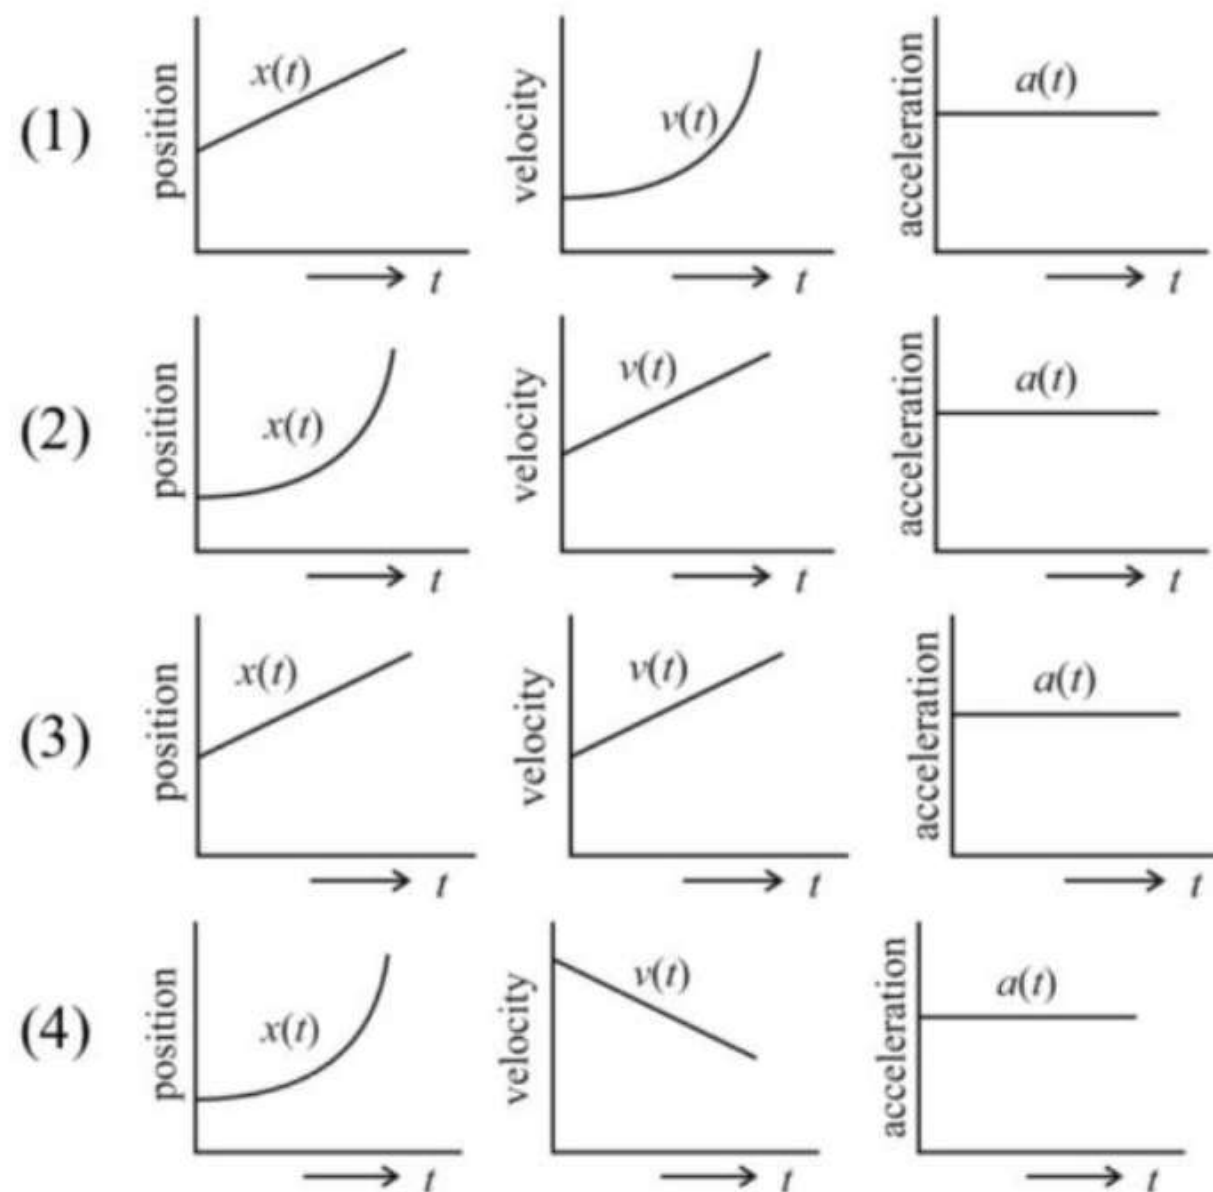 (1)
position
x(t)
t
velocity
v(t)
t
acceleration
a(t)
t
(2)
position
x(t)
t
velocity
v(t)
t
acceleration
a(t)
t
(3)
position
x(t)
t
velocity
v(t)
t
acceleration
a(t)
t
(4)
position
x(t)
t
velocity
v(t)
t
acceleration
a(t)
t